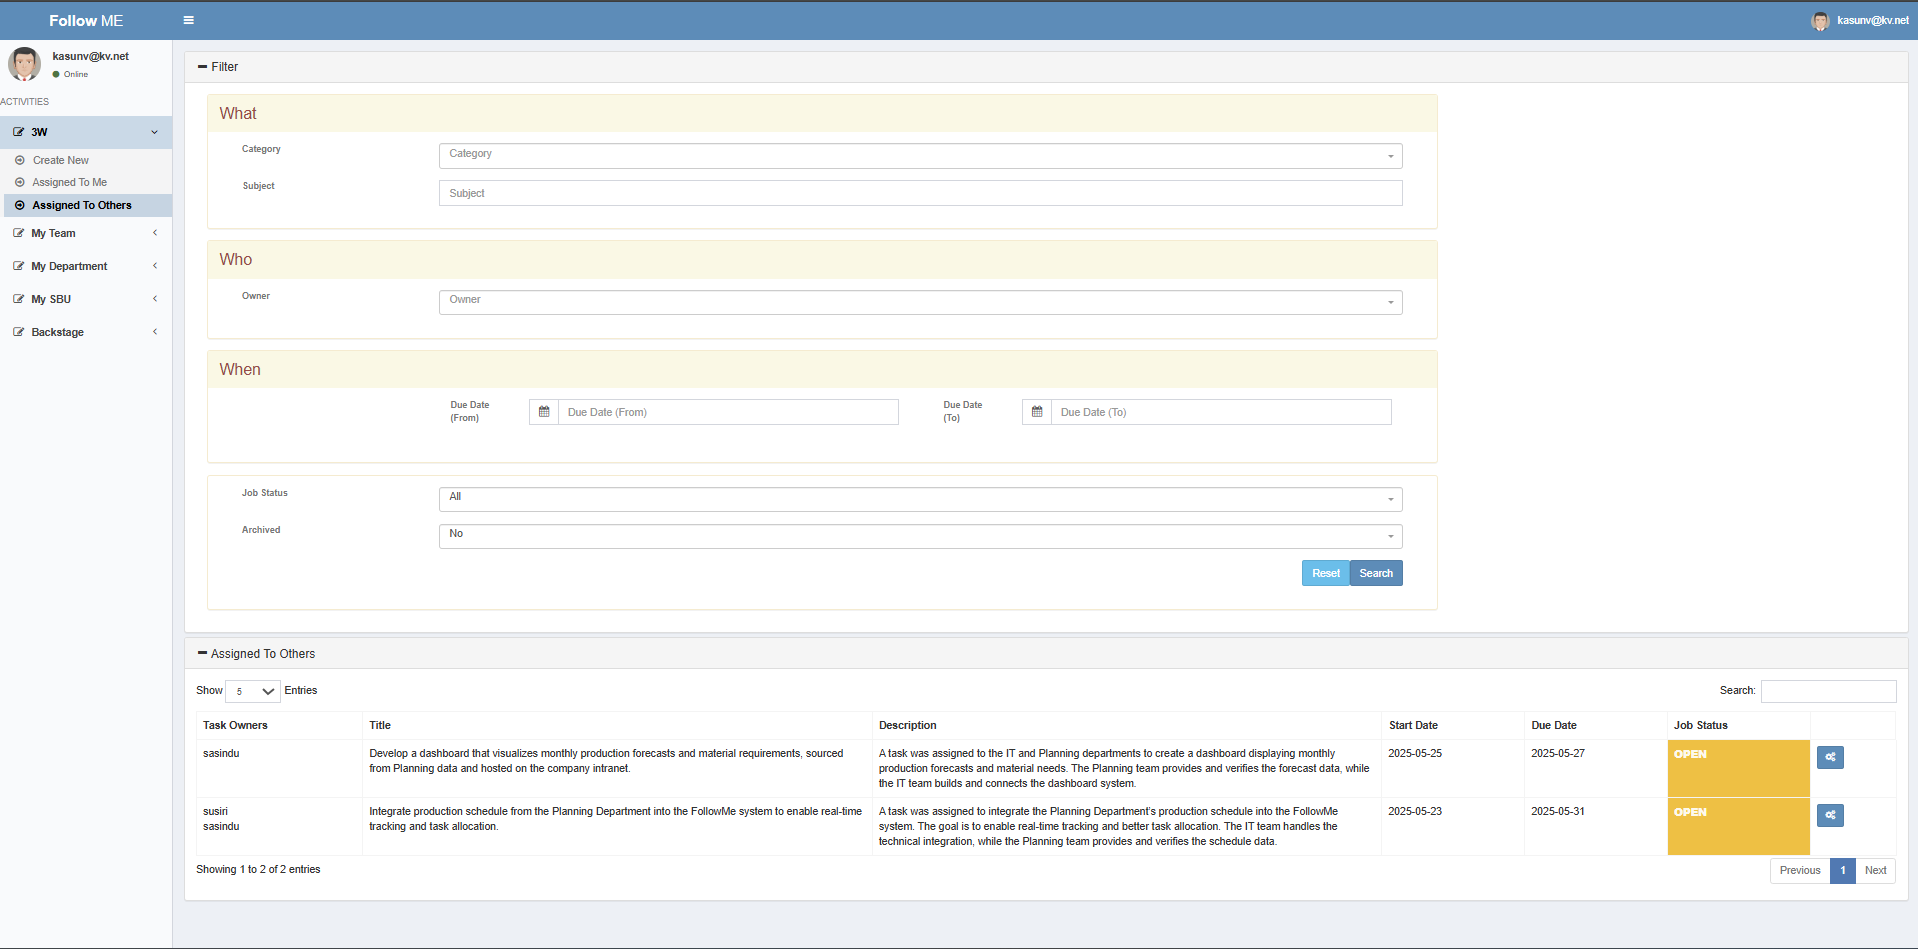 Follow ME
kasunv@kv.net
kasunv@kv.net
Online
ACTIVITIES
3W
Create New
Assigned To Me
Assigned To Others
My Team
My Department
My SBU
Backstage
Filter
What
Category
Category
Subject
Subject
Who
Owner
Owner
When
Due Date
(From)
Due Date (From)
Due Date
(To)
Due Date (To)
Job Status
All
Archived
No
Reset
Search
Assigned To Others
Show 5 Entries
Search:
Task Owners Title Description Start Date Due Date Job Status
sasindu
Develop a dashboard that visualizes monthly production forecasts and material requirements, sourced
from Planning data and hosted on the company intranet.
A task was assigned to the IT and Planning departments to create a dashboard displaying monthly
production forecasts and material needs. The Planning team provides and verifies the forecast data, while
the IT team builds and connects the dashboard system.
2025-05-25
2025-05-27
OPEN
susiri
sasindu
Integrate production schedule from the Planning Department into the FollowMe system to enable real-time
tracking and task allocation.
A task was assigned to integrate the Planning Department's production schedule into the FollowMe
system. The goal is to enable real-time tracking and better task allocation. The IT team handles the
technical integration, while the Planning team provides and verifies the schedule data.
2025-05-23
2025-05-31
OPEN
Showing 1 to 2 of 2 entries
Previous 1 Next